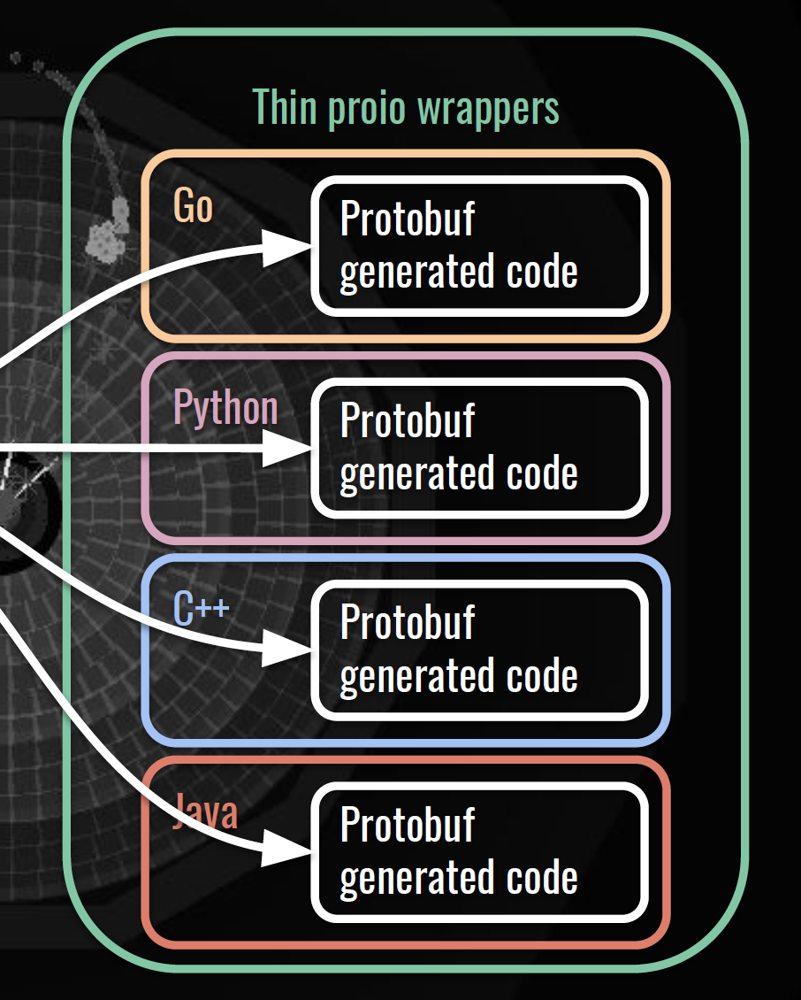 Thin proio wrappers
Go
Protobuf
generated code
Python
Protobuf
generated code
C++
Protobuf
generated code
Java
Protobuf
generated code